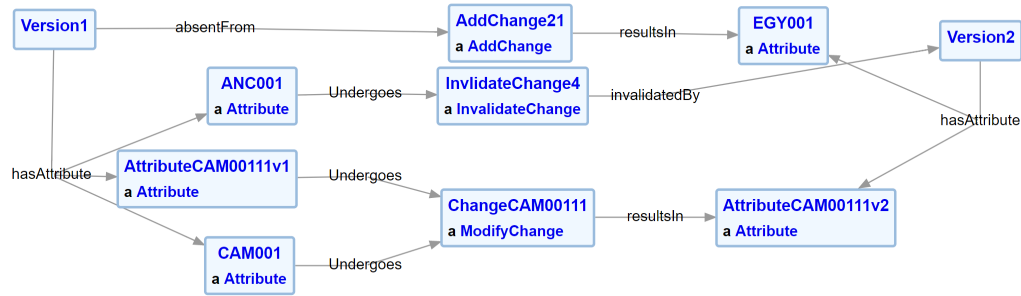 Version1
absentFrom
AddChange21
a AddChange
resultsIn
EGY001
a Attribute
Version2
ANC001
a Attribute
Undergoes
InvlidateChange4
a InvalidateChange
invalidatedBy
hasAttribute
hasAttribute
AttributeCAM00111v1
a Attribute
Undergoes
ChangeCAM00111
a ModifyChange
resultsIn
AttributeCAM00111v2
a Attribute
CAM001
a Attribute
Undergoes